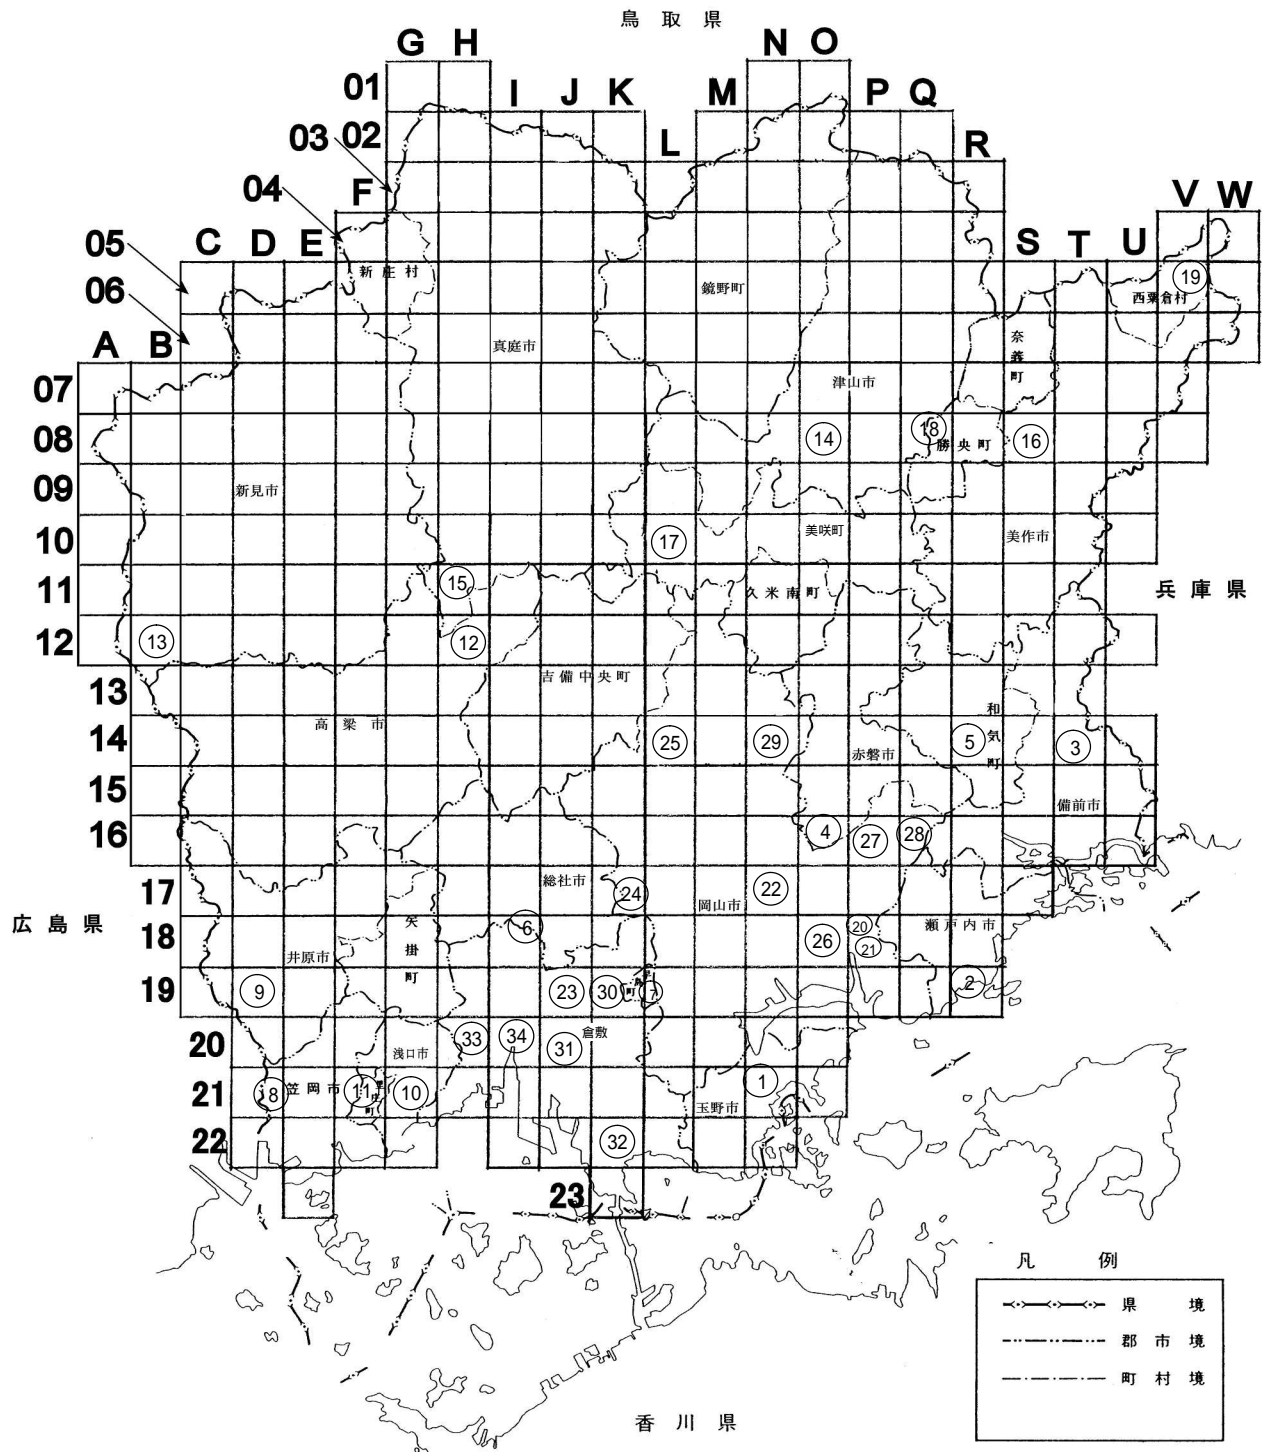 鳥取県
G H
N O
01
I J K
M
P Q
03 02
L
R
04
F
V W
05
C D E
S T U
新庄村
鏡野町
19
西粟倉村
06
A B
真庭市
奈義町
07
津山市
08
14
18
勝央町
16
09
新見市
10
17
美咲町
美作市
11
15
久米南町
兵庫県
12
13
12
吉備中央町
13
高梁市
和気町
14
25
29
赤磐市
5
3
15
備前市
16
4
27
28
17
総社市
24
22
岡山市
広島県
18
矢掛町
6
26
20
21
瀬戸内市
井原市
19
9
23
30
早島町
7
2
20
浅口市
33
34
31
倉敷
21
8
笠岡市
11
里庄町
10
玉野市
1
22
32
23
凡例
県境
郡市境
町村境
香川県